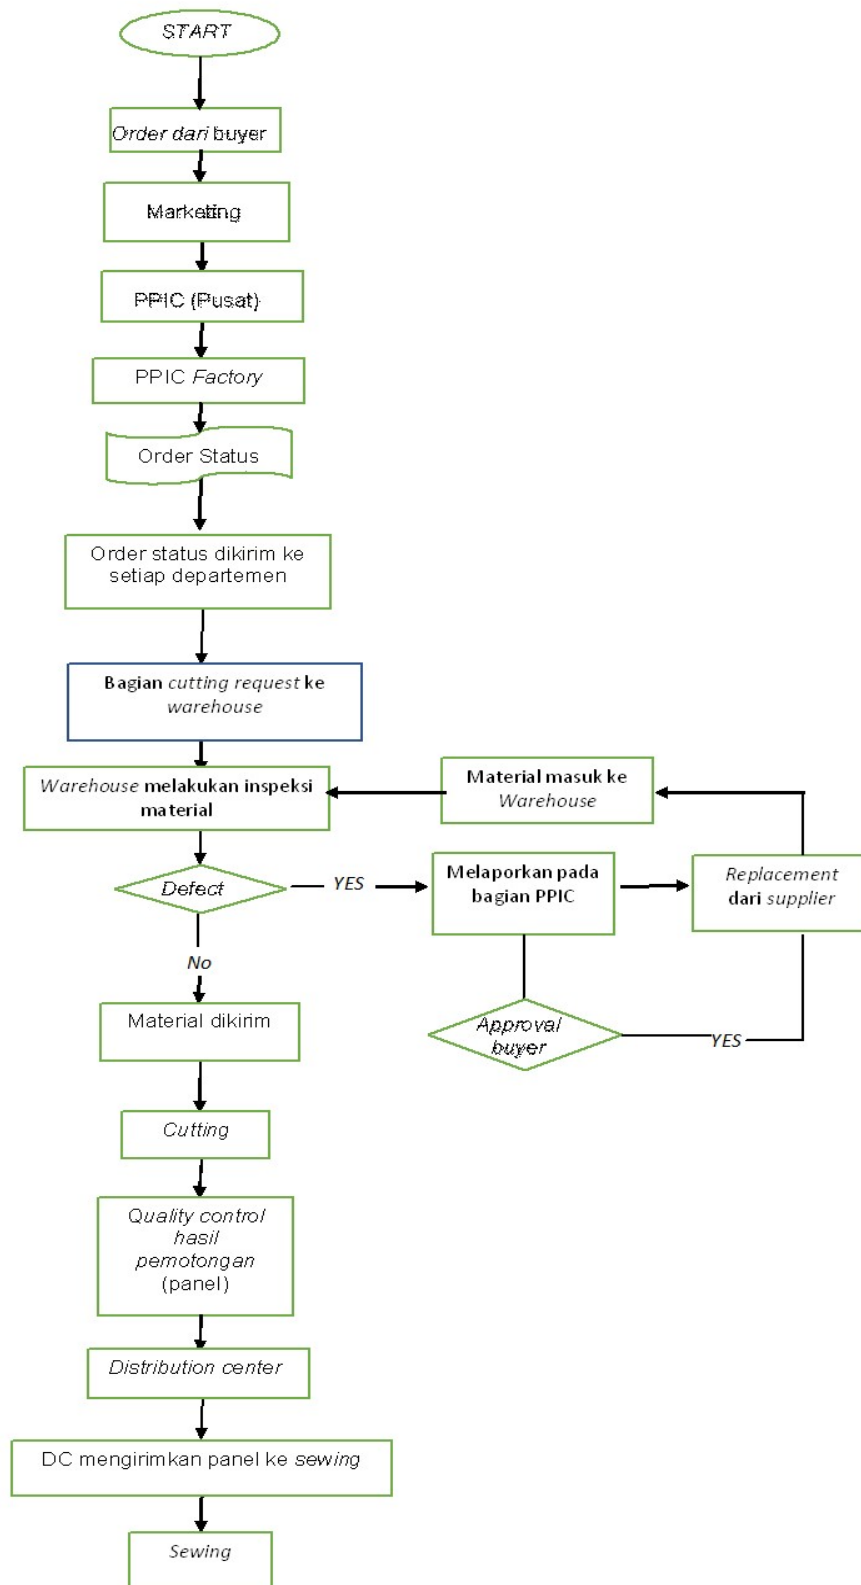 START
Order dari buyer
Marketing
PPIC (Pusat)
PPIC Factory
Order Status
Order status dikirim ke
setiap departemen
Bagian cutting request ke
warehouse
Warehouse melakukan inspeksi
material
Material masuk ke
Warehouse
Defect
YES
Melaporkan pada
bagian PPIC
Replacement
dari supplier
No
Approval
buyer
YES
Material dikirim
Cutting
Quality control
hasil
pemotongan
(panel)
Distribution center
DC mengirimkan panel ke sewing
Sewing